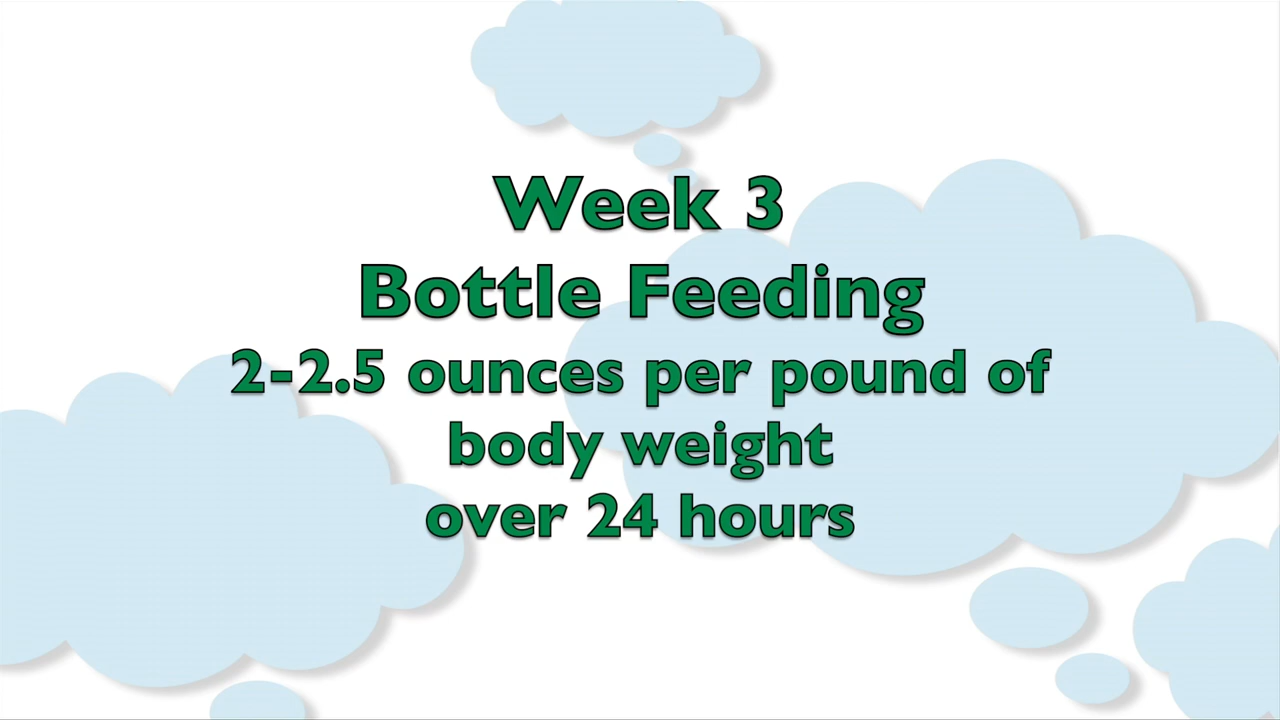 Week 3
Bottle Feeding
2-2.5 ounces per pound of
body weight
over 24 hours